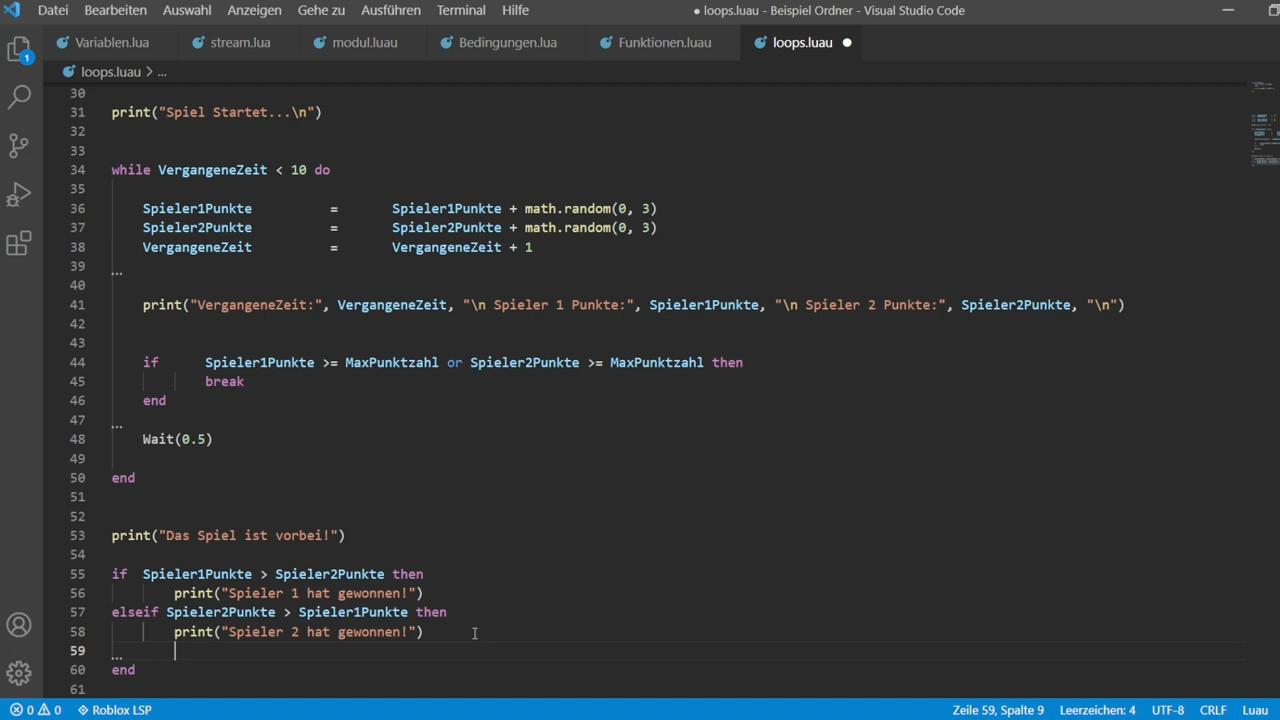 Datei Bearbeiten Auswahl Anzeigen Gehe zu Ausführen Terminal Hilfe ● loops.luau - Beispiel Ordner - Visual Studio Code
Variablen.lua stream.lua modul.luau Bedingungen.lua Funktionen.luau loops.luau ●
1
loops.luau > ...
30
31 print("Spiel Startet...\n")
32
33
34 while VergangeneZeit < 10 do
35
36 Spieler1Punkte = Spieler1Punkte + math.random(0, 3)
37 Spieler2Punkte = Spieler2Punkte + math.random(0, 3)
38 VergangeneZeit = VergangeneZeit + 1
39 ...
40
41 print("VergangeneZeit:", VergangeneZeit, "\n Spieler 1 Punkte:", Spieler1Punkte, "\n Spieler 2 Punkte:", Spieler2Punkte, "\n")
42
43
44 if Spieler1Punkte >= MaxPunktzahl or Spieler2Punkte >= MaxPunktzahl then
45 break
46 end
47 ...
48 Wait(0.5)
49
50 end
51
52
53 print("Das Spiel ist vorbei!")
54
55 if Spieler1Punkte > Spieler2Punkte then
56 print("Spieler 1 hat gewonnen!")
57 elseif Spieler2Punkte > Spieler1Punkte then
58 print("Spieler 2 hat gewonnen!")
59 ...
60 end
61
0 0 Roblox LSP Zeile 59, Spalte 9 Leerzeichen: 4 UTF-8 CRLF Luau